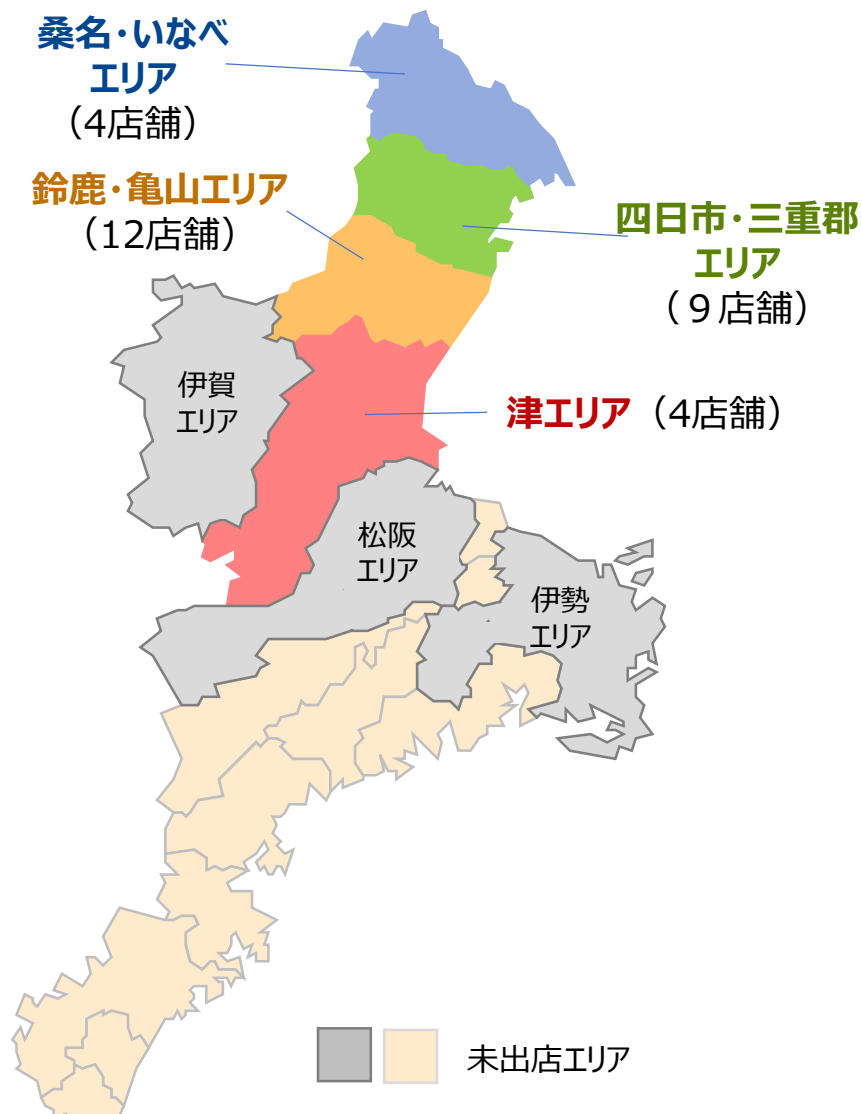 桑名・いなべ
エリア
（4店舗）
鈴鹿・亀山エリア
（12店舗）
四日市・三重郡
エリア
（９店舗）
伊賀
エリア
津エリア（4店舗）
松阪
エリア
伊勢
エリア
未出店エリア